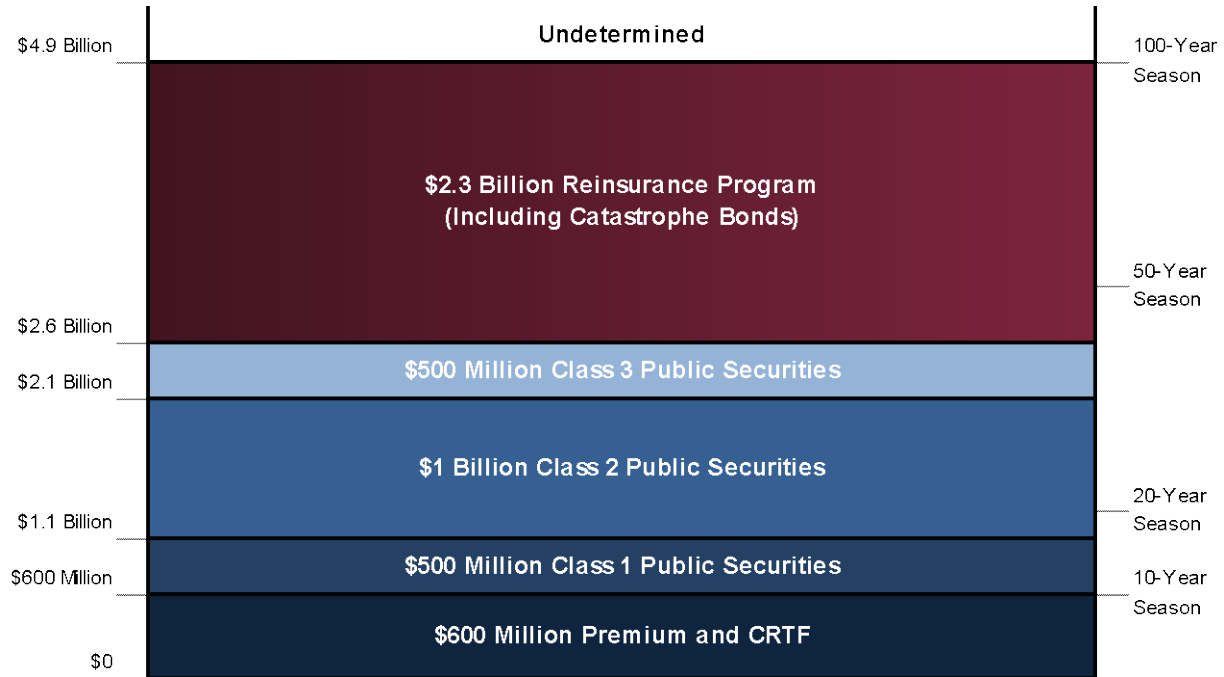 Undetermined
$4.9 Billion
100-Year
Season
$2.3 Billion Reinsurance Program
(Including Catastrophe Bonds)
50-Year
Season
$2.6 Billion
$500 Million Class 3 Public Securities
$2.1 Billion
$1 Billion Class 2 Public Securities
20-Year
Season
$1.1 Billion
$500 Million Class 1 Public Securities
$600 Million
10-Year
Season
$600 Million Premium and CRTF
$0